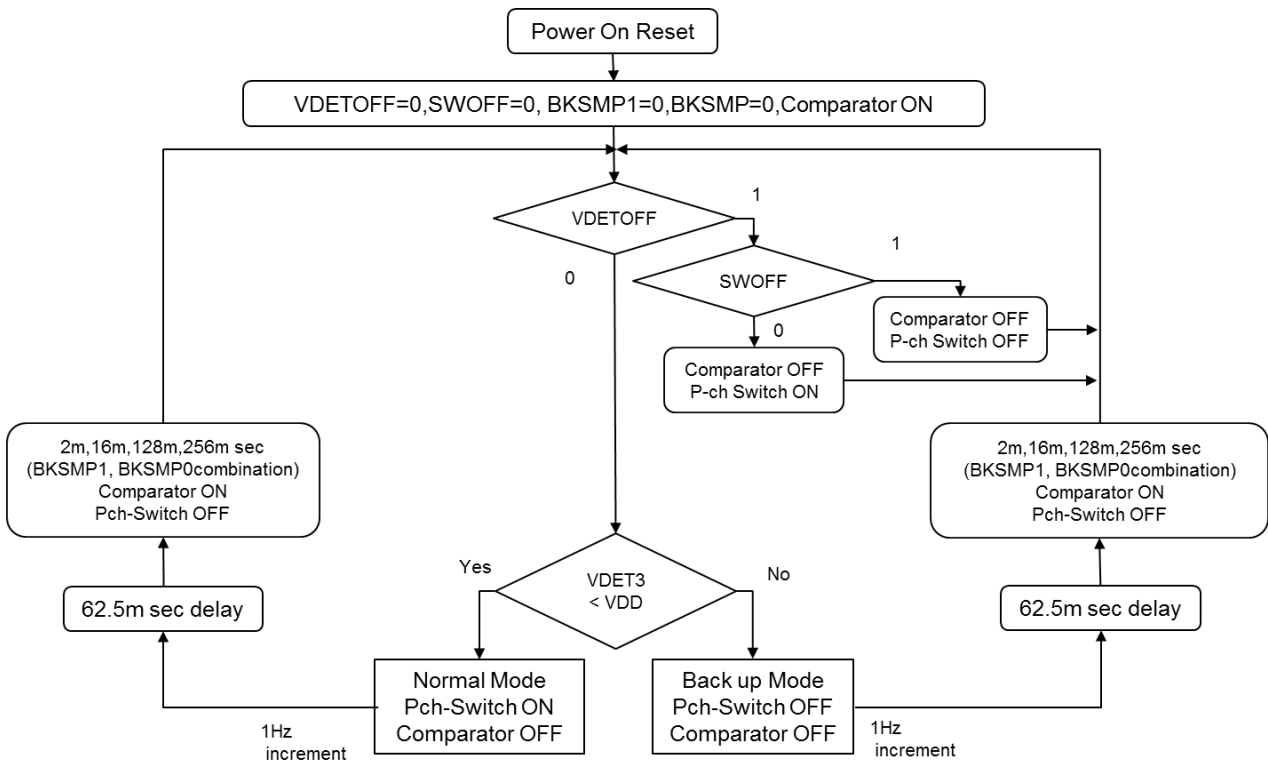 Power On Reset
VDETOFF=0,SWOFF=0, BKSMP1=0,BKSMP=0,Comparator ON
VDETOFF
1
0
SWOFF
1
0
Comparator OFF
P-ch Switch OFF
Comparator OFF
P-ch Switch ON
2m,16m,128m,256m sec
(BKSMP1, BKSMP0combination)
Comparator ON
Pch-Switch OFF
2m,16m,128m,256m sec
(BKSMP1, BKSMP0combination)
Comparator ON
Pch-Switch OFF
Yes
VDET3
< VDD
No
62.5m sec delay
62.5m sec delay
Normal Mode
Pch-Switch ON
Comparator OFF
Back up Mode
Pch-Switch OFF
Comparator OFF
1Hz
increment
1Hz
increment